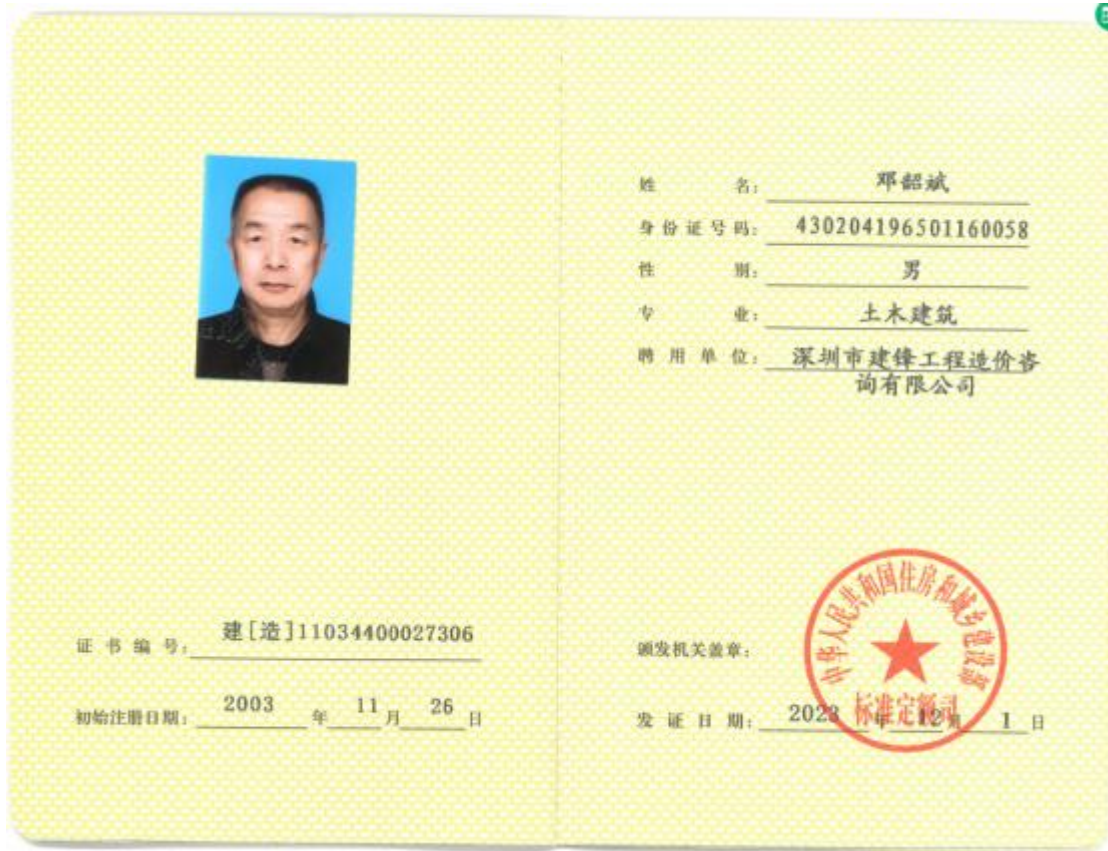 姓 名： 邓韶斌
身份证号码： 430204196501160058
性 别： 男
专 业： 土木建筑
聘用单位： 深圳市建锋工程造价咨
询有限公司
证书编号： 建[造]11034400027306
初始注册日期： 2003 年 11 月 26 日
中华人民共和国住房和城乡建设部
标准定额司
颁发机关盖章：
发证日期： 2023 年 12 月 1 日